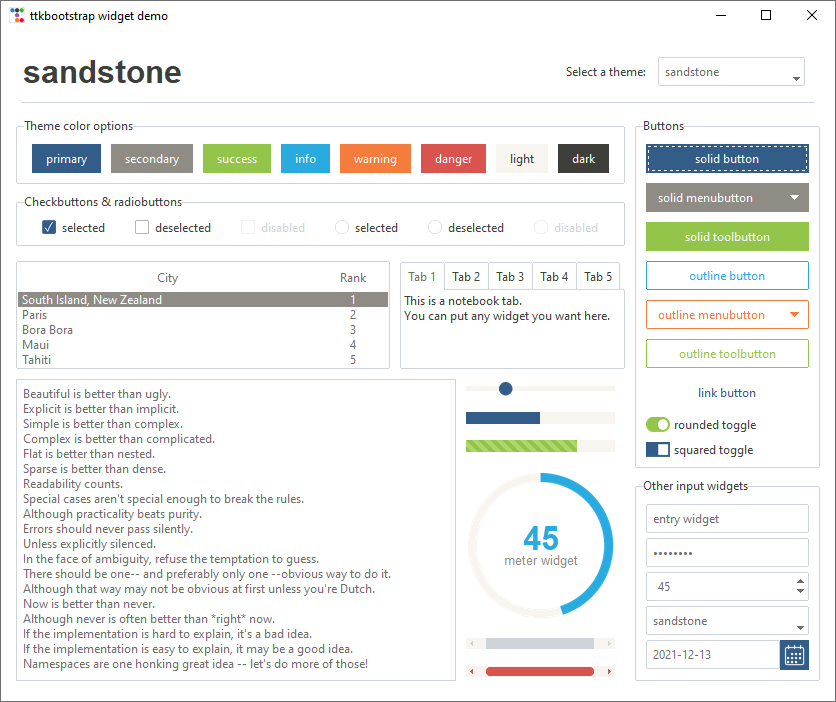 ttkbootstrap widget demo
sandstone
Select a theme: sandstone
Theme color options
primary secondary success info warning danger light dark
Checkbuttons & radiobuttons
selected deselected disabled selected deselected disabled
City Rank
South Island, New Zealand 1
Paris 2
Bora Bora 3
Maui 4
Tahiti 5
Tab 1 Tab 2 Tab 3 Tab 4 Tab 5
This is a notebook tab.
You can put any widget you want here.
Beautiful is better than ugly.
Explicit is better than implicit.
Simple is better than complex.
Complex is better than complicated.
Flat is better than nested.
Sparse is better than dense.
Readability counts.
Special cases aren't special enough to break the rules.
Although practicality beats purity.
Errors should never pass silently.
Unless explicitly silenced.
In the face of ambiguity, refuse the temptation to guess.
There should be one-- and preferably only one --obvious way to do it.
Although that way may not be obvious at first unless you're Dutch.
Now is better than never.
Although never is often better than *right* now.
If the implementation is hard to explain, it's a bad idea.
If the implementation is easy to explain, it may be a good idea.
Namespaces are one honking great idea -- let's do more of those!
45
meter widget
Buttons
solid button
solid menubutton
solid toolbutton
outline button
outline menubutton
outline toolbutton
link button
rounded toggle
squared toggle
Other input widgets
entry widget
••••••••
45
sandstone
2021-12-13